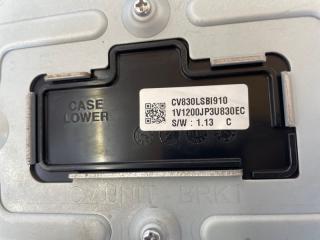 CASE
LOWER
CV830LSBI910
1V1200JP3U830EC
S/W : 1.13 C